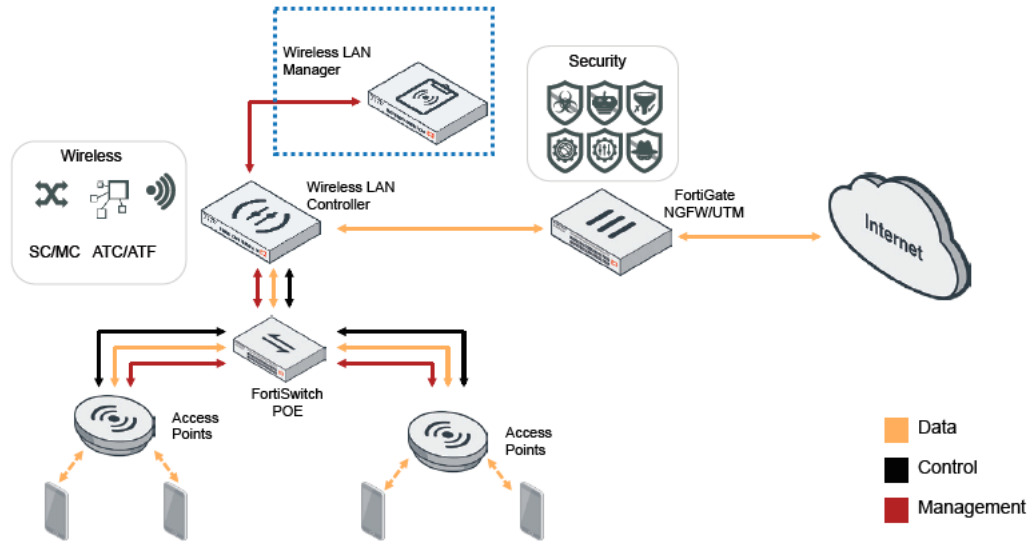 Wireless LAN
Manager
Security
Wireless
SC/MC ATC/ATF
Wireless LAN
Controller
FortiGate
NGFW/UTM
Internet
FortiSwitch
POE
Access
Points
Access
Points
Data
Control
Management